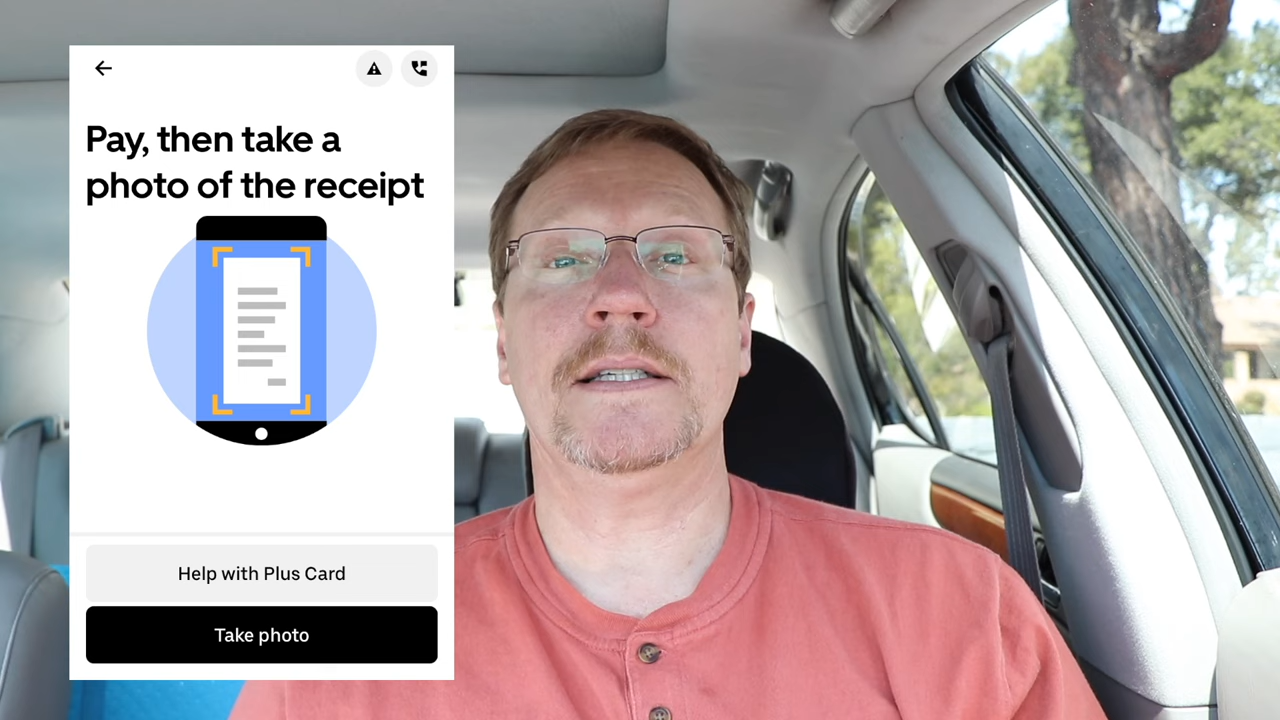 Pay, then take a
photo of the receipt
Help with Plus Card
Take photo